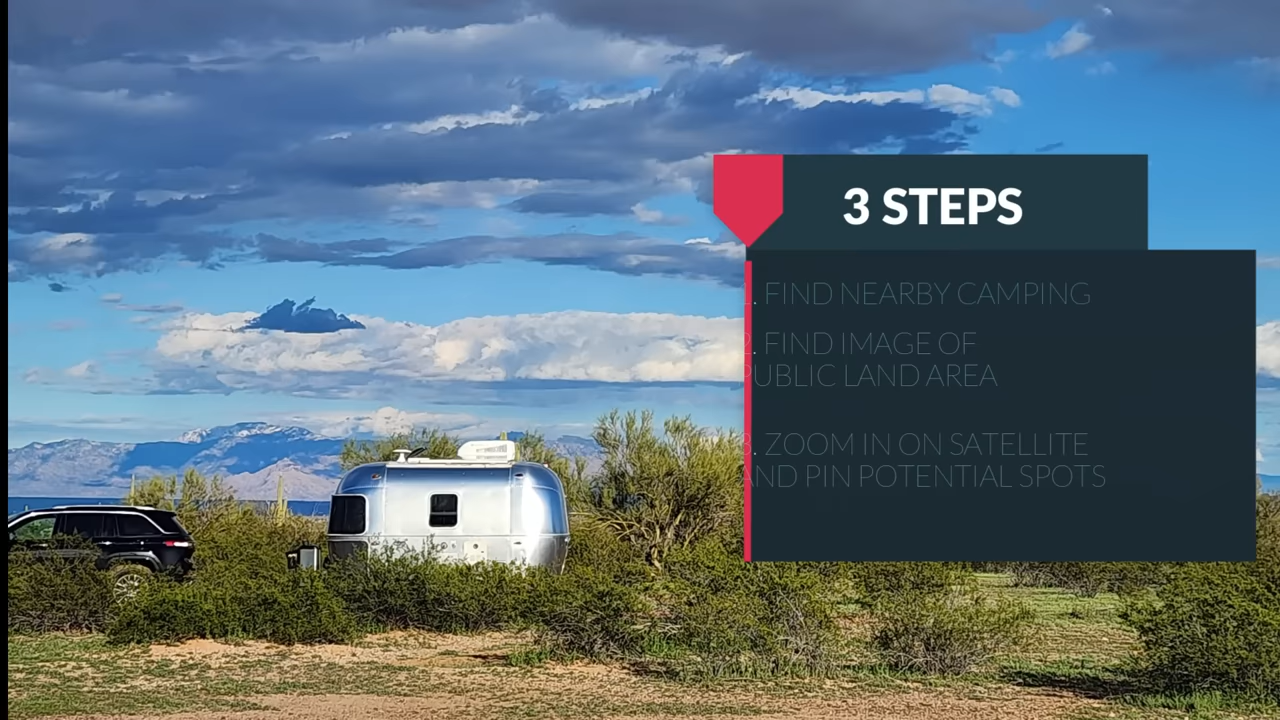 3 STEPS
1. FIND NEARBY CAMPING
2. FIND IMAGE OF
PUBLIC LAND AREA
3. ZOOM IN ON SATELLITE
AND PIN POTENTIAL SPOTS